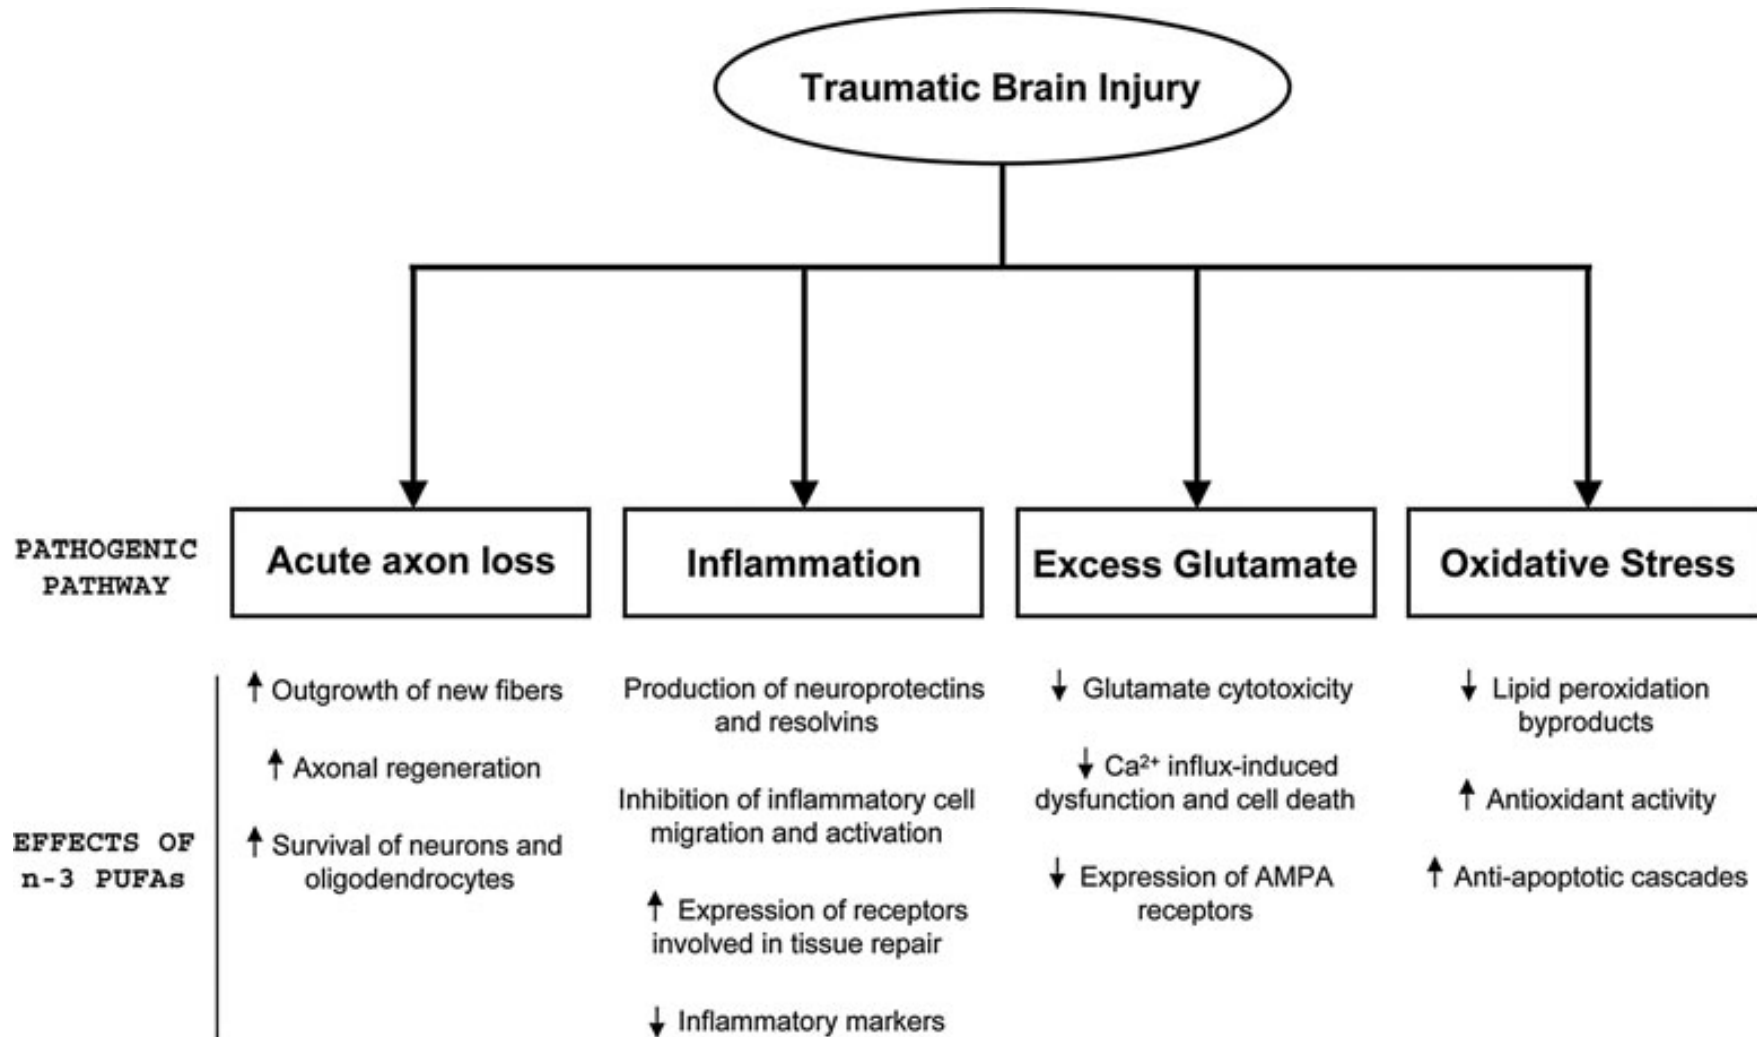 Traumatic Brain Injury
PATHOGENIC
PATHWAY
Acute axon loss
Inflammation
Excess Glutamate
Oxidative Stress
EFFECTS OF
n-3 PUFAs
↑ Outgrowth of new fibers
↑ Axonal regeneration
↑ Survival of neurons and
oligodendrocytes
Production of neuroprotectins
and resolvins
Inhibition of inflammatory cell
migration and activation
↑ Expression of receptors
involved in tissue repair
↓ Inflammatory markers
↓ Glutamate cytotoxicity
↓ Ca²⁺ influx-induced
dysfunction and cell death
↓ Expression of AMPA
receptors
↓ Lipid peroxidation
byproducts
↑ Antioxidant activity
↑ Anti-apoptotic cascades